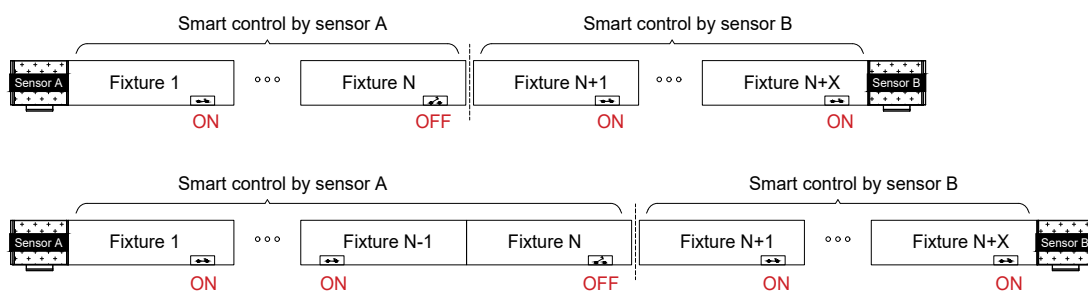 Smart control by sensor A Smart control by sensor B
Sensor A Fixture 1 Fixture N Fixture N+1 Fixture N+X Sensor B
ON OFF ON ON
Smart control by sensor A Smart control by sensor B
Sensor A Fixture 1 Fixture N-1 Fixture N Fixture N+1 Fixture N+X Sensor B
ON ON OFF ON ON